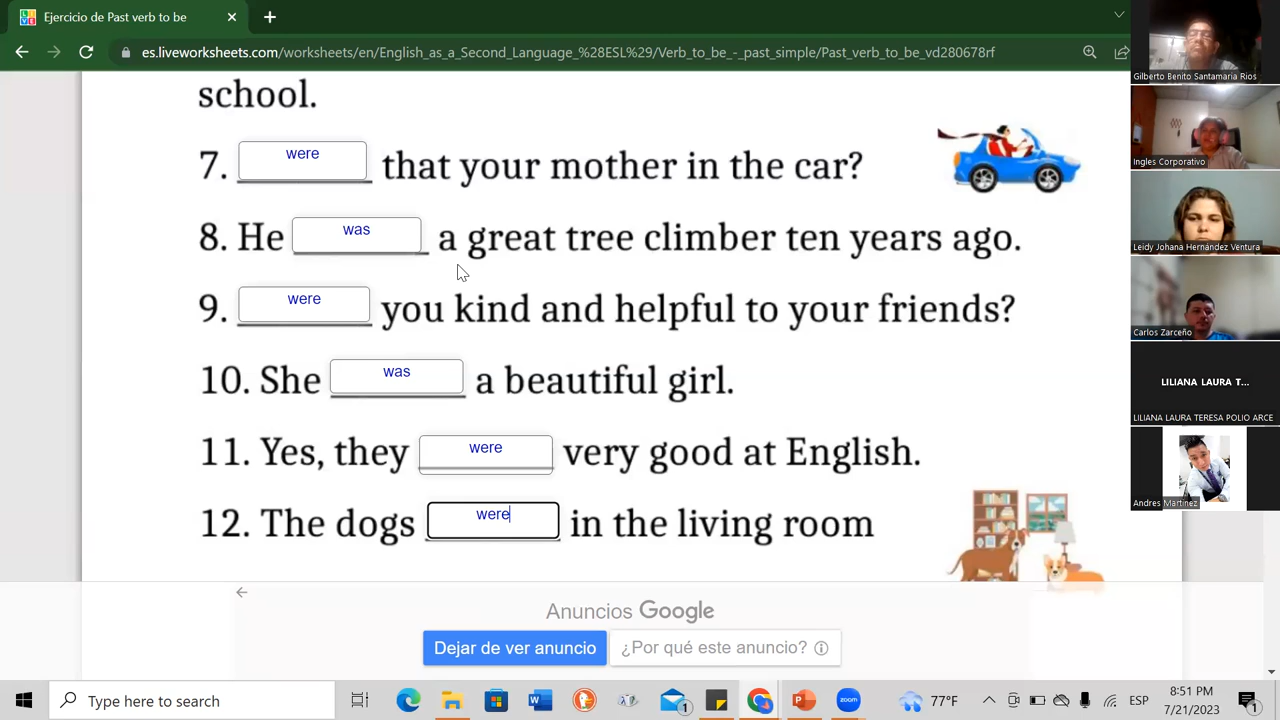 LIVE
Ejercicio de Past verb to be
es.liveworksheets.com/worksheets/en/English_as_a_Second_Language_%28ESL%29/Verb_to_be_-_past_simple/Past_verb_to_be_vd280678rf
school.
7. were that your mother in the car?
8. He was a great tree climber ten years ago.
9. were you kind and helpful to your friends?
10. She was a beautiful girl.
11. Yes, they were very good at English.
12. The dogs were in the living room
Anuncios Google
Dejar de ver anuncio
¿Por qué este anuncio?
Gilberto Benito Santamaria Rios
Ingles Corporativo
Leidy Johana Hernández Ventura
Carlos Zarceño
LILIANA LAURA T...
LILIANA LAURA TERESA POLIO ARCE
Andres Martinez
Type here to search
1
zoom
77°F
ESP
8:51 PM
7/21/2023
1